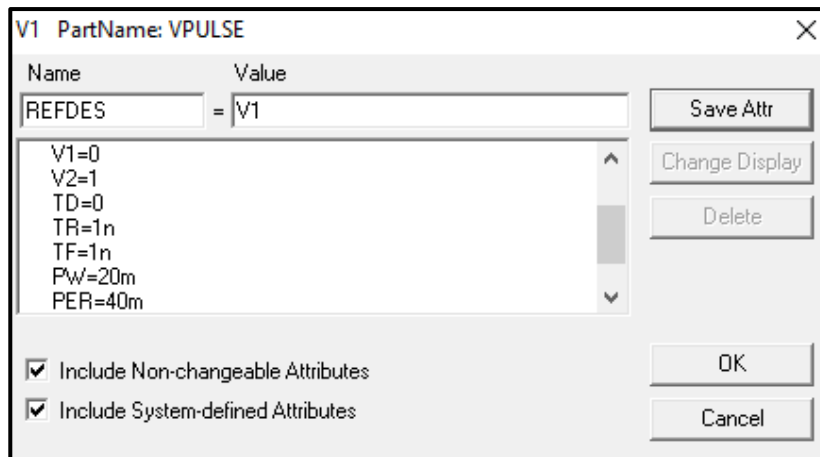 V1 PartName: VPULSE
Name Value
REFDES = V1
Save Attr
V1=0
V2=1
TD=0
TR=1n
TF=1n
PW=20m
PER=40m
Change Display
Delete
Include Non-changeable Attributes
Include System-defined Attributes
OK
Cancel